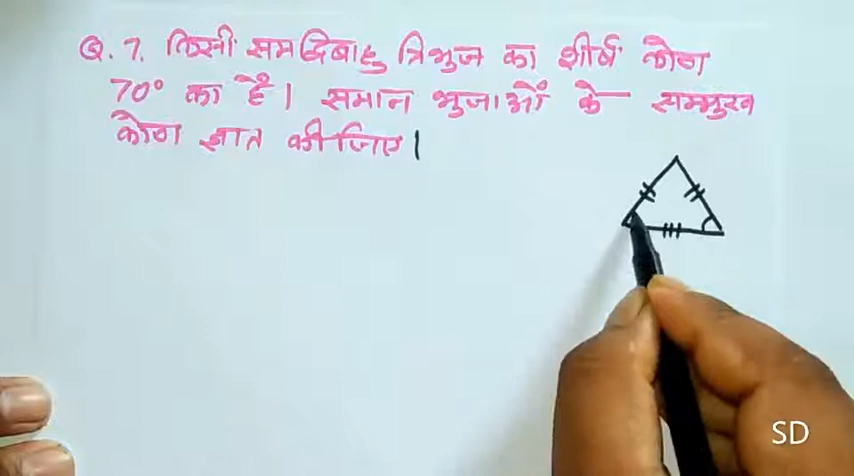 Q. 7. किसी समद्विबाहु त्रिभुज का शीर्ष कोण
70° का है। समान भुजाओं के सम्मुख
कोण ज्ञात कीजिए।
SD